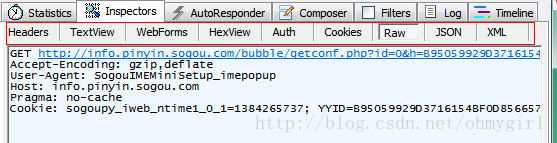 Statistics Inspectors AutoResponder Composer Filters Log Timeline
Headers TextView WebForms HexView Auth Cookies Raw JSON XML
GET http://info.pinyin.sogou.com/bubble/getconf.php?id=0&h=B95059929D3716154
Accept-Encoding: gzip,deflate
User-Agent: SogouIMEMiniSetup_imepopup
Host: info.pinyin.sogou.com
Pragma: no-cache
Cookie: sogoupy_iweb_ntime1_0_1=1384265737; YYID=B95059929D3716154BF0D856657
http://blog.csdn.net/ohmygirl